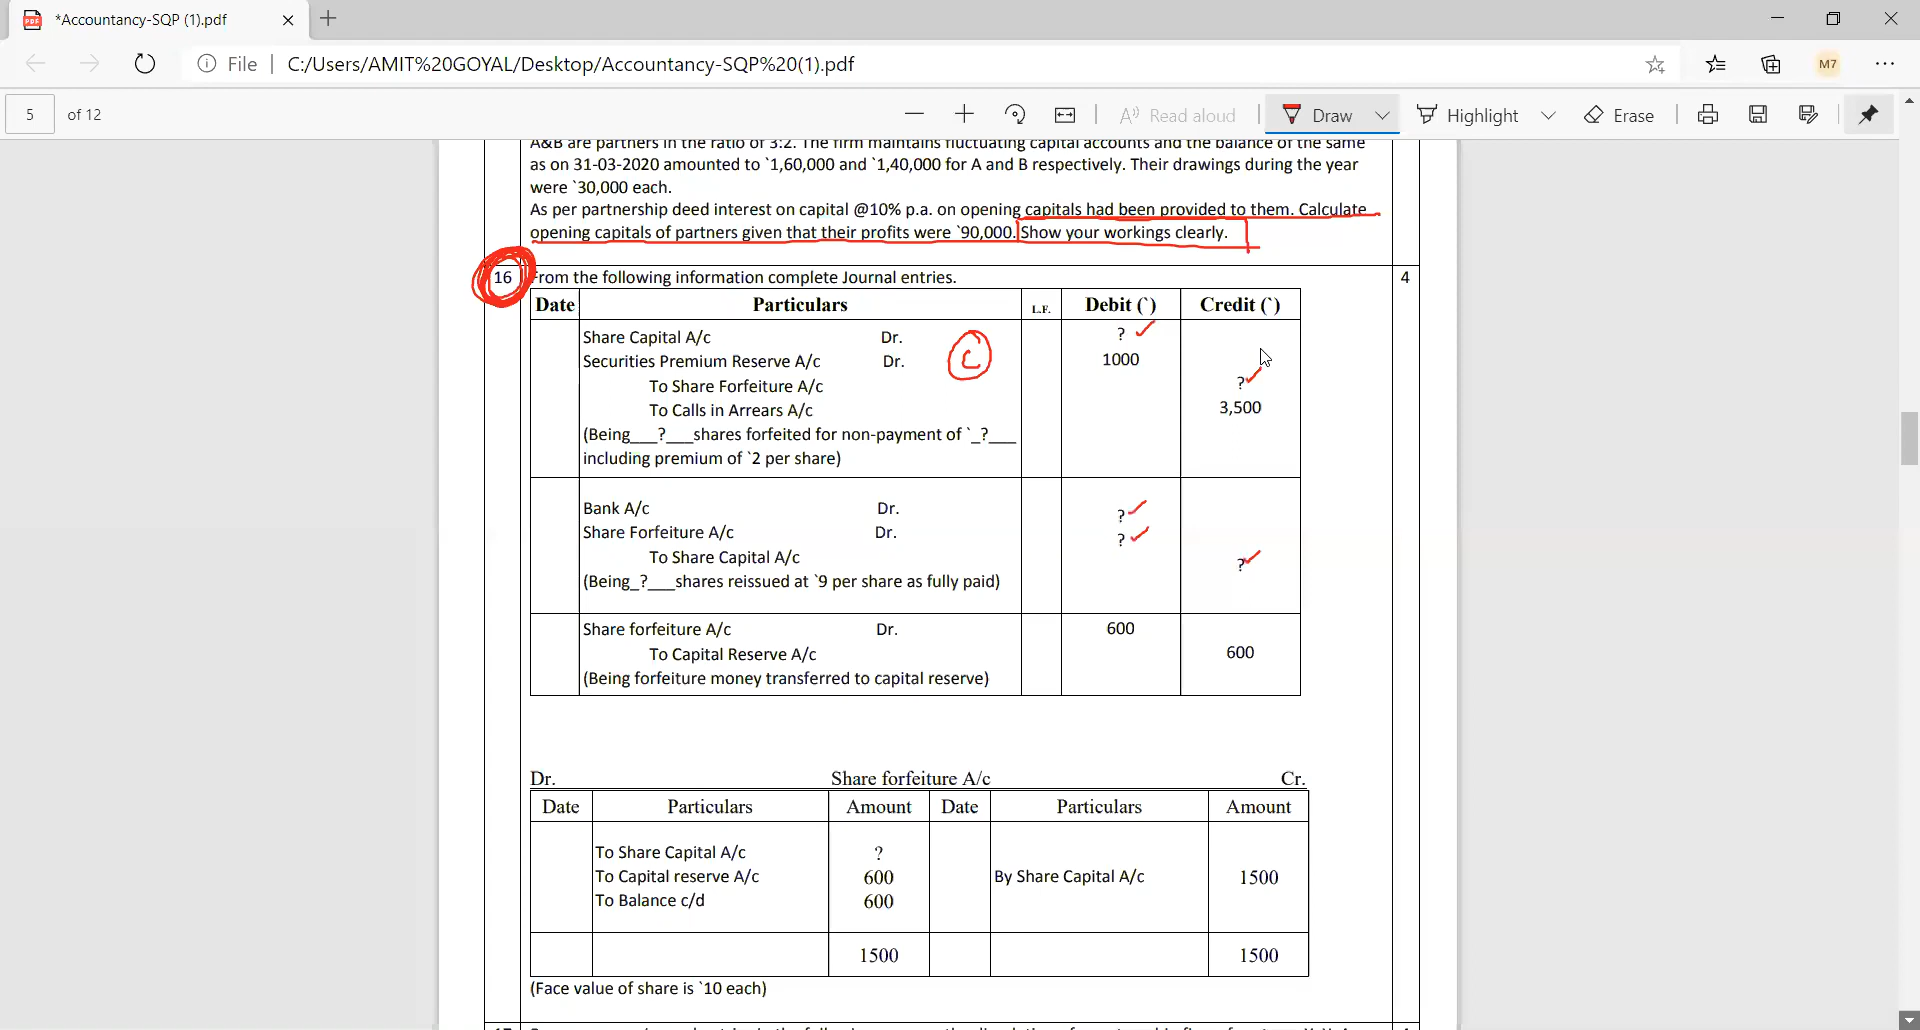 *Accountancy-SQP (1).pdf
File | C:/Users/AMIT%20GOYAL/Desktop/Accountancy-SQP%20(1).pdf
M7
5 of 12
Read aloud
Draw
Highlight
Erase
A&B are partners in the ratio of 3:2. The firm maintains fluctuating capital accounts and the balance of the same
as on 31-03-2020 amounted to `1,60,000 and `1,40,000 for A and B respectively. Their drawings during the year
were `30,000 each.
As per partnership deed interest on capital @10% p.a. on opening capitals had been provided to them. Calculate
opening capitals of partners given that their profits were `90,000. Show your workings clearly.
16 From the following information complete Journal entries. 4
Date Particulars L.F. Debit (`) Credit (`)
Share Capital A/c Dr. ?
Securities Premium Reserve A/c Dr. 1000
C
To Share Forfeiture A/c ?
To Calls in Arrears A/c 3,500
(Being___?___shares forfeited for non-payment of `_?___
including premium of `2 per share)
Bank A/c Dr. ?
Share Forfeiture A/c Dr. ?
To Share Capital A/c ?
(Being_?___shares reissued at `9 per share as fully paid)
Share forfeiture A/c Dr. 600
To Capital Reserve A/c 600
(Being forfeiture money transferred to capital reserve)
Dr. Share forfeiture A/c Cr.
Date Particulars Amount Date Particulars Amount
To Share Capital A/c ?
To Capital reserve A/c 600 By Share Capital A/c 1500
To Balance c/d 600
1500 1500
(Face value of share is `10 each)